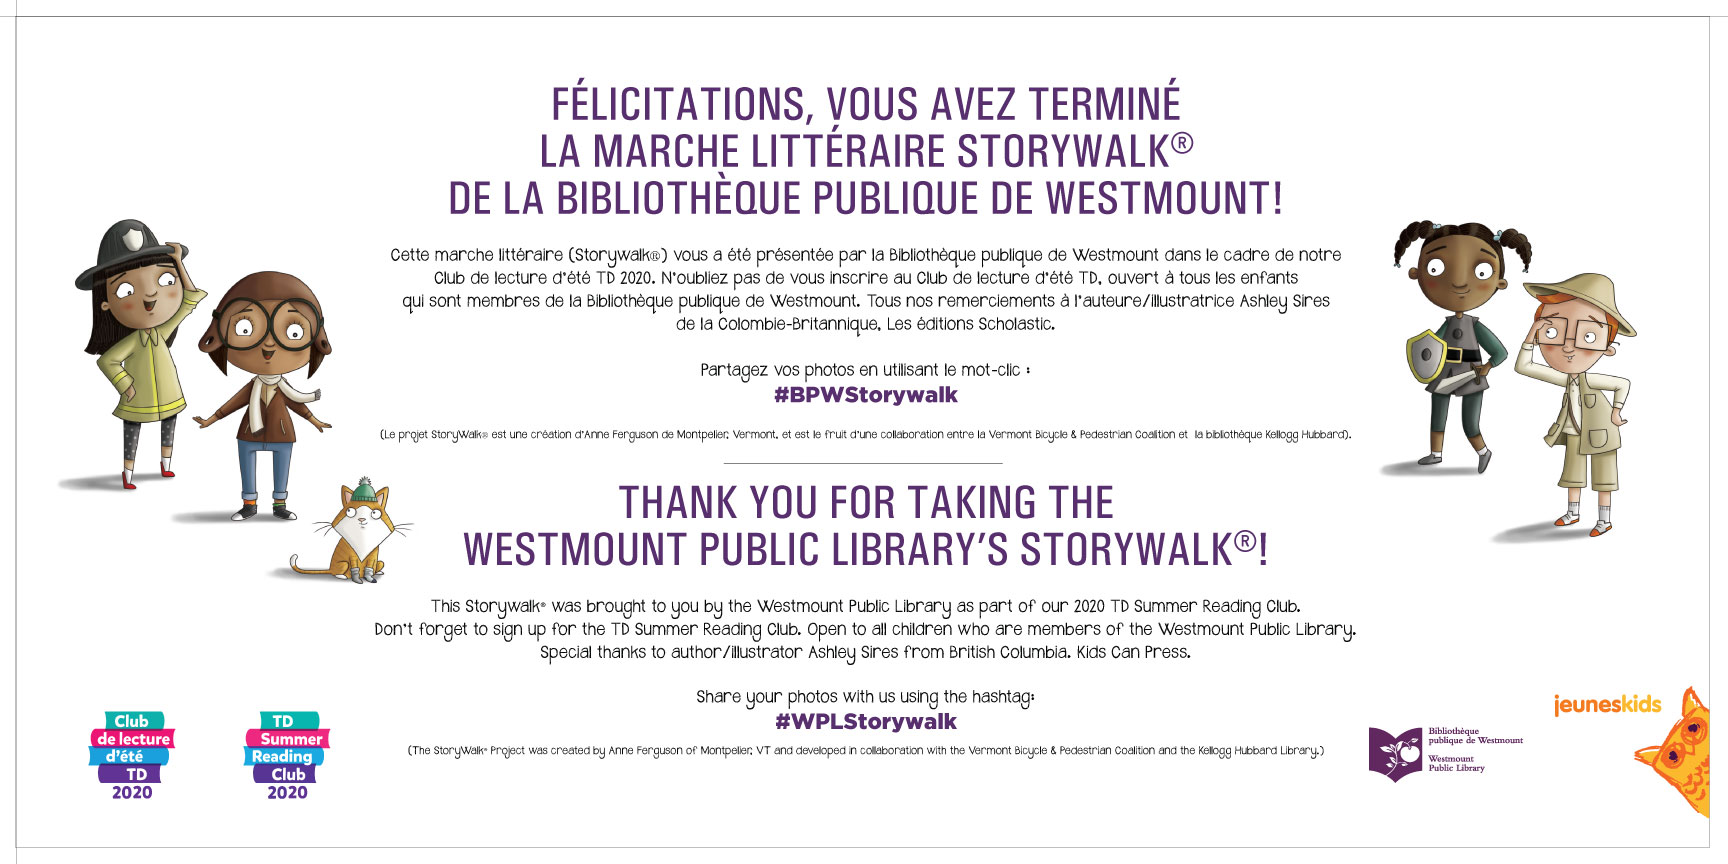 FÉLICITATIONS, VOUS AVEZ TERMINÉ
LA MARCHE LITTÉRAIRE STORYWALK®
DE LA BIBLIOTHÈQUE PUBLIQUE DE WESTMOUNT!
Cette marche littéraire (Storywalk®) vous a été présentée par la Bibliothèque publique de Westmount dans le cadre de notre
Club de lecture d'été TD 2020. N'oubliez pas de vous inscrire au Club de lecture d'été TD, ouvert à tous les enfants
qui sont membres de la Bibliothèque publique de Westmount. Tous nos remerciements à l'auteure/illustratrice Ashley Sires
de la Colombie-Britannique, Les éditions Scholastic.
Partagez vos photos en utilisant le mot-clic :
#BPWStorywalk
(Le projet StoryWalk® est une création d'Anne Ferguson de Montpelier, Vermont, et est le fruit d'une collaboration entre la Vermont Bicycle & Pedestrian Coalition et la bibliothèque Kellogg Hubbard).
THANK YOU FOR TAKING THE
WESTMOUNT PUBLIC LIBRARY'S STORYWALK®!
This Storywalk® was brought to you by the Westmount Public Library as part of our 2020 TD Summer Reading Club.
Don't forget to sign up for the TD Summer Reading Club. Open to all children who are members of the Westmount Public Library.
Special thanks to author/illustrator Ashley Sires from British Columbia. Kids Can Press.
Share your photos with us using the hashtag:
#WPLStorywalk
(The StoryWalk® Project was created by Anne Ferguson of Montpelier, VT and developed in collaboration with the Vermont Bicycle & Pedestrian Coalition and the Kellogg Hubbard Library.)
Club
de lecture
d'été
TD
2020
TD
Summer
Reading
Club
2020
Bibliothèque
publique de Westmount
Westmount
Public Library
jeuneskids